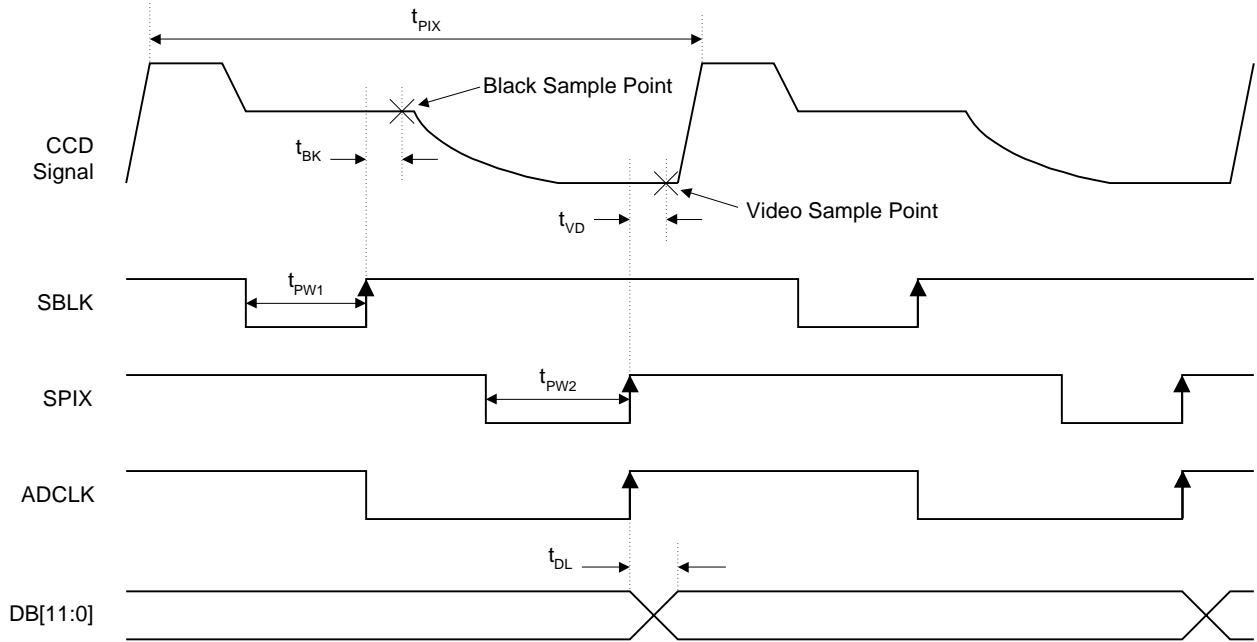 t_PIX
Black Sample Point
CCD
Signal
t_BK
t_VD
Video Sample Point
SBLK
t_PW1
SPIX
t_PW2
ADCLK
t_DL
DB[11:0]